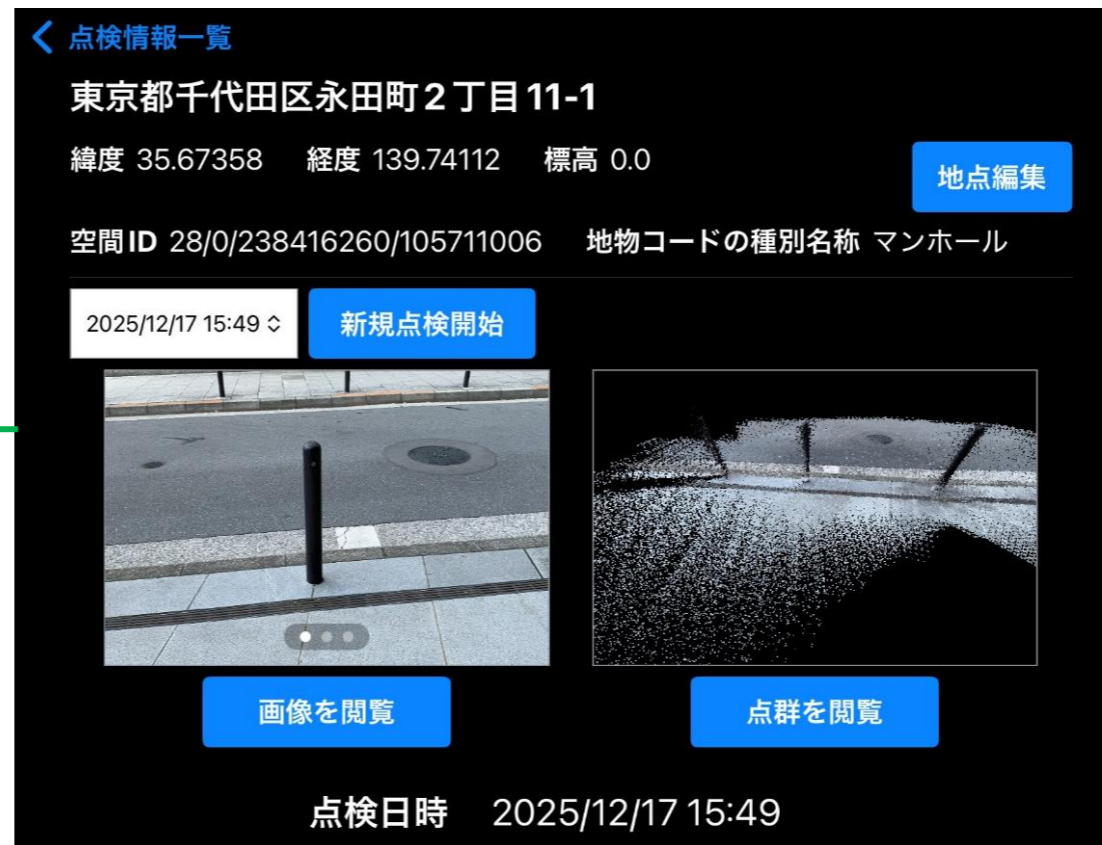 点検情報一覧
東京都千代田区永田町2丁目11-1
緯度 35.67358 経度 139.74112 標高 0.0
地点編集
空間ID 28/0/238416260/105711006 地物コードの種別名称 マンホール
2025/12/17 15:49 新規点検開始
画像を閲覧 点群を閲覧
点検日時 2025/12/17 15:49